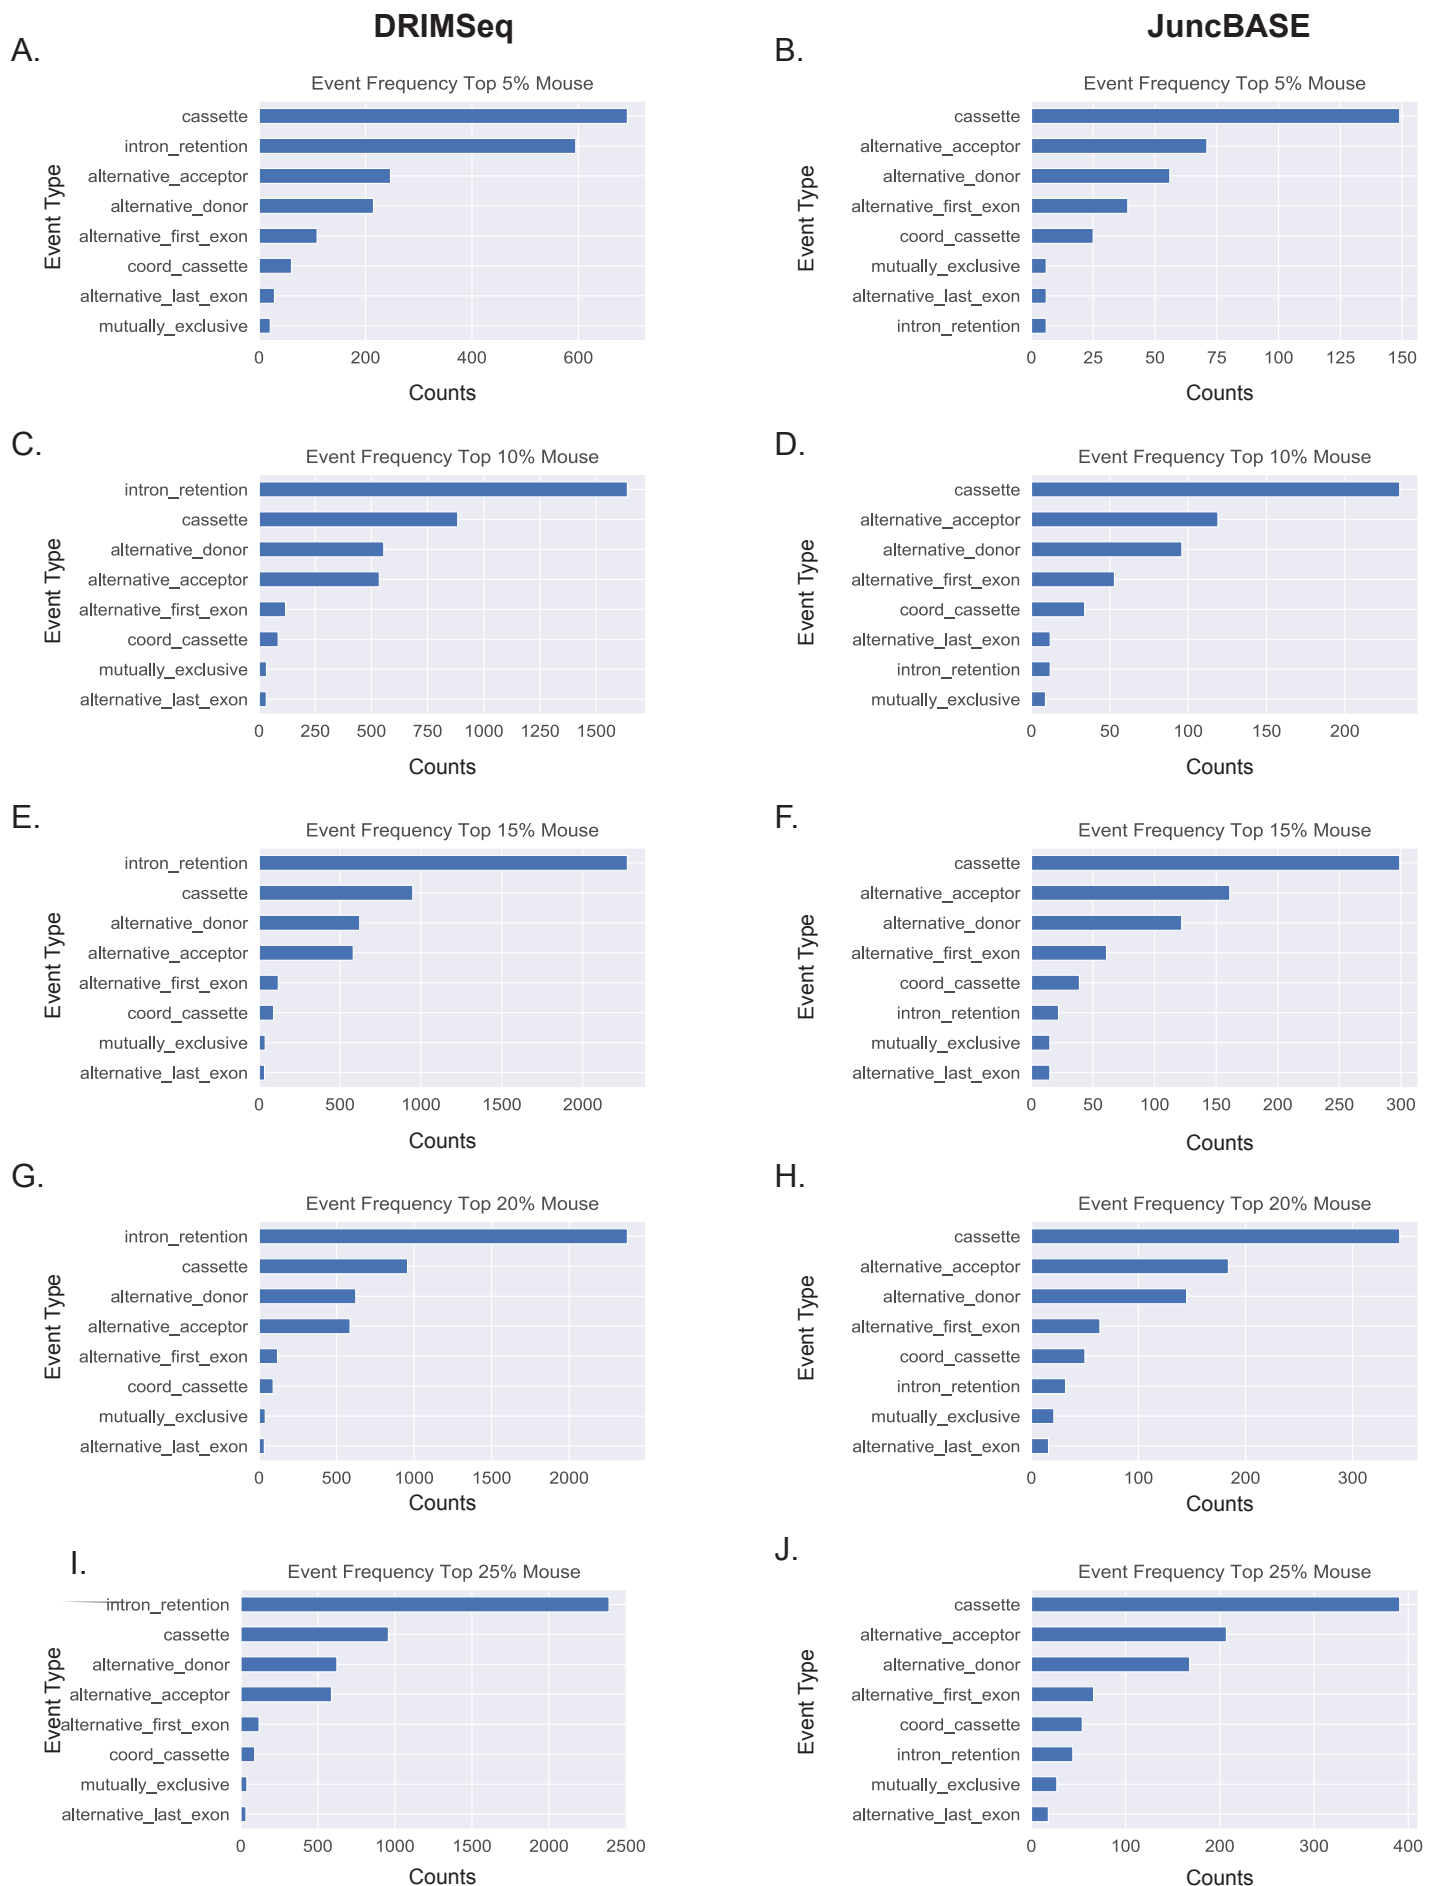 DRIMSeq
JuncBASE
A.
Event Frequency Top 5% Mouse
Event Type
cassette
intron_retention
alternative_acceptor
alternative_donor
alternative_first_exon
coord_cassette
alternative_last_exon
mutually_exclusive
0 200 400 600
Counts
B.
Event Frequency Top 5% Mouse
Event Type
cassette
alternative_acceptor
alternative_donor
alternative_first_exon
coord_cassette
mutually_exclusive
alternative_last_exon
intron_retention
0 25 50 75 100 125 150
Counts
C.
Event Frequency Top 10% Mouse
Event Type
intron_retention
cassette
alternative_donor
alternative_acceptor
alternative_first_exon
coord_cassette
mutually_exclusive
alternative_last_exon
0 250 500 750 1000 1250 1500
Counts
D.
Event Frequency Top 10% Mouse
Event Type
cassette
alternative_acceptor
alternative_donor
alternative_first_exon
coord_cassette
alternative_last_exon
intron_retention
mutually_exclusive
0 50 100 150 200
Counts
E.
Event Frequency Top 15% Mouse
Event Type
intron_retention
cassette
alternative_donor
alternative_acceptor
alternative_first_exon
coord_cassette
mutually_exclusive
alternative_last_exon
0 500 1000 1500 2000
Counts
F.
Event Frequency Top 15% Mouse
Event Type
cassette
alternative_acceptor
alternative_donor
alternative_first_exon
coord_cassette
intron_retention
mutually_exclusive
alternative_last_exon
0 50 100 150 200 250 300
Counts
G.
Event Frequency Top 20% Mouse
Event Type
intron_retention
cassette
alternative_donor
alternative_acceptor
alternative_first_exon
coord_cassette
mutually_exclusive
alternative_last_exon
0 500 1000 1500 2000
Counts
H.
Event Frequency Top 20% Mouse
Event Type
cassette
alternative_acceptor
alternative_donor
alternative_first_exon
coord_cassette
intron_retention
mutually_exclusive
alternative_last_exon
0 100 200 300
Counts
I.
Event Frequency Top 25% Mouse
Event Type
intron_retention
cassette
alternative_donor
alternative_acceptor
alternative_first_exon
coord_cassette
mutually_exclusive
alternative_last_exon
0 500 1000 1500 2000 2500
Counts
J.
Event Frequency Top 25% Mouse
Event Type
cassette
alternative_acceptor
alternative_donor
alternative_first_exon
coord_cassette
intron_retention
mutually_exclusive
alternative_last_exon
0 100 200 300 400
Counts